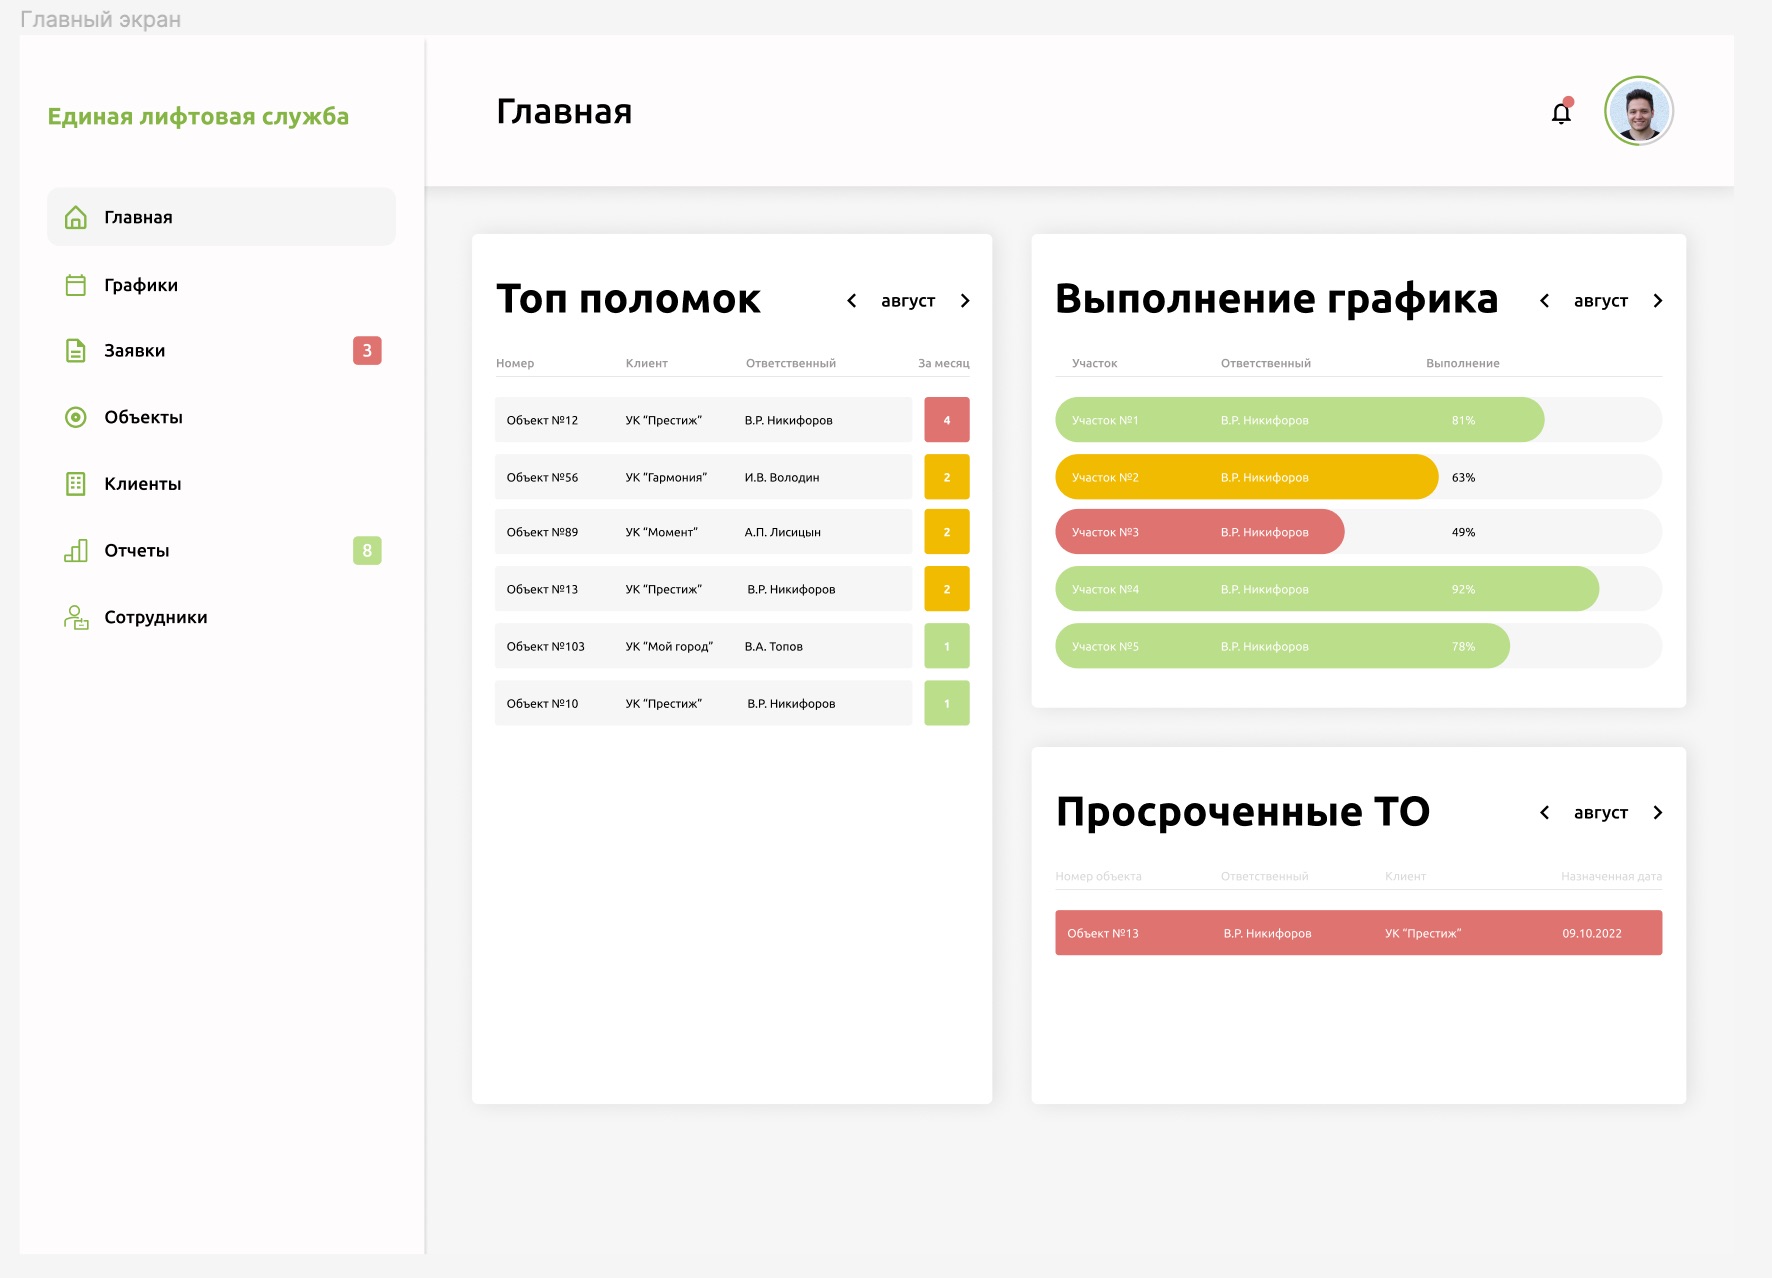 Главный экран
Единая лифтовая служба
Главная
Графики
Заявки 3
Объекты
Клиенты
Отчеты 8
Сотрудники
Главная
Топ поломок август
Номер Клиент Ответственный За месяц
Объект №12 УК “Престиж” В.Р. Никифоров 4
Объект №56 УК “Гармония” И.В. Володин 2
Объект №89 УК “Момент” А.П. Лисицын 2
Объект №13 УК “Престиж” В.Р. Никифоров 2
Объект №103 УК “Мой город” В.А. Топов 1
Объект №10 УК “Престиж” В.Р. Никифоров 1
Выполнение графика август
Участок Ответственный Выполнение
Участок №1 В.Р. Никифоров 81%
Участок №2 В.Р. Никифоров 63%
Участок №3 В.Р. Никифоров 49%
Участок №4 В.Р. Никифоров 92%
Участок №5 В.Р. Никифоров 78%
Просроченные ТО август
Номер объекта Ответственный Клиент Назначенная дата
Объект №13 В.Р. Никифоров УК “Престиж” 09.10.2022